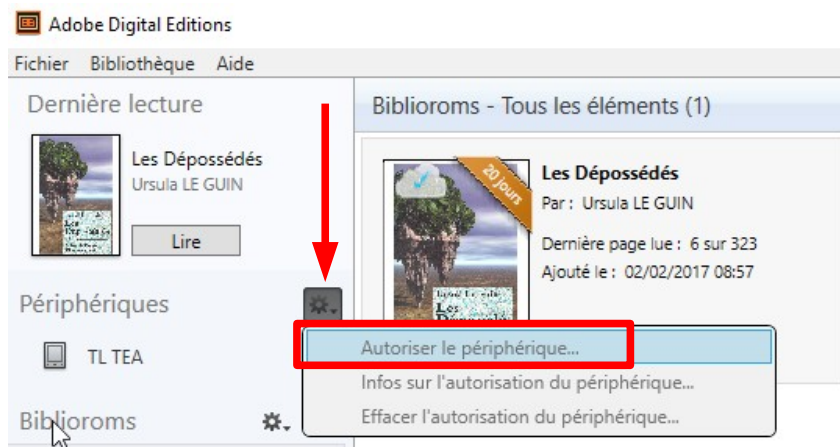 Adobe Digital Editions
Fichier Bibliothèque Aide
Dernière lecture
Les Dépossédés
Ursula LE GUIN
Lire
Périphériques
TL TEA
Biblioroms
Biblioroms - Tous les éléments (1)
20 jours
Les Dépossédés
Par : Ursula LE GUIN
Dernière page lue : 6 sur 323
Ajouté le : 02/02/2017 08:57
Autoriser le périphérique...
Infos sur l'autorisation du périphérique...
Effacer l'autorisation du périphérique...